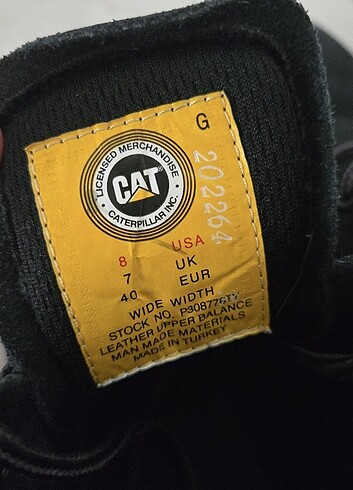 G
LICENSED MERCHANDISE
CAT
CATERPILLAR INC.
202264
8 USA
7 UK
40 EUR
WIDE WIDTH
STOCK NO. P308776TY
LEATHER UPPER BALANCE
MAN MADE MATERIALS
MADE IN TURKEY